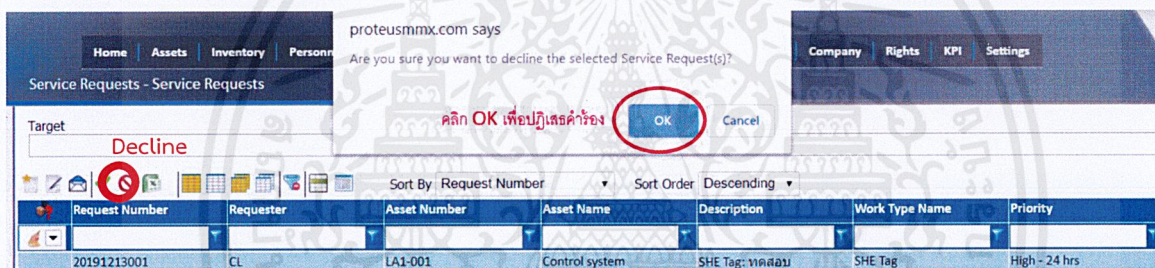 proteusmmx.com says
Home Assets Inventory Personn Company Rights KPI Settings
Are you sure you want to decline the selected Service Request(s)?
Service Requests - Service Requests
คลิก OK เพื่อปฏิเสธคำร้อง OK Cancel
Target
Decline
Sort By Request Number Sort Order Descending
Request Number Requester Asset Number Asset Name Description Work Type Name Priority
20191213001 CL LA1-001 Control system SHE Tag: ทดสอบ SHE Tag High - 24 hrs